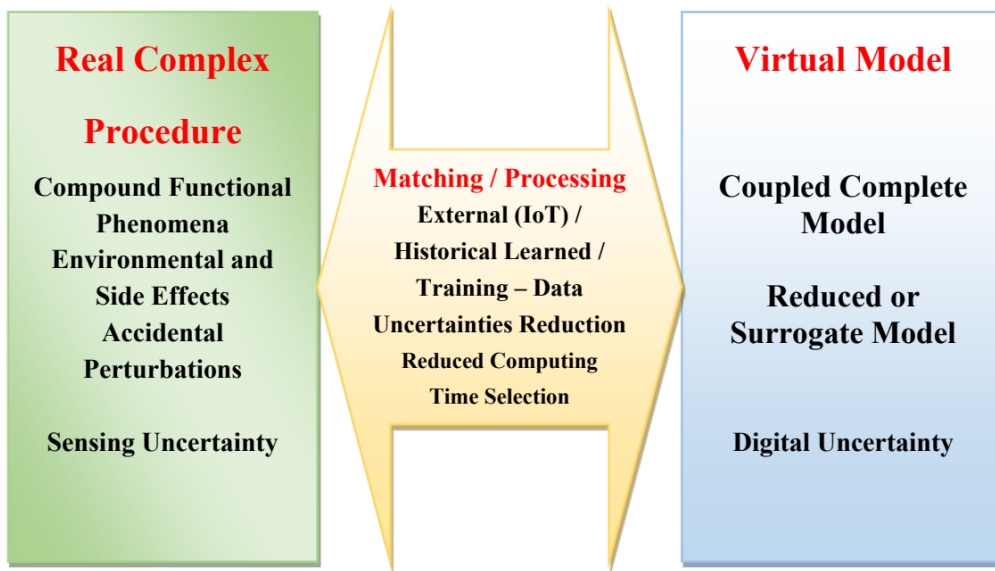 Real Complex
Procedure
Compound Functional
Phenomena
Environmental and
Side Effects
Accidental
Perturbations
Sensing Uncertainty
Matching / Processing
External (IoT) /
Historical Learned /
Training – Data
Uncertainties Reduction
Reduced Computing
Time Selection
Virtual Model
Coupled Complete
Model
Reduced or
Surrogate Model
Digital Uncertainty